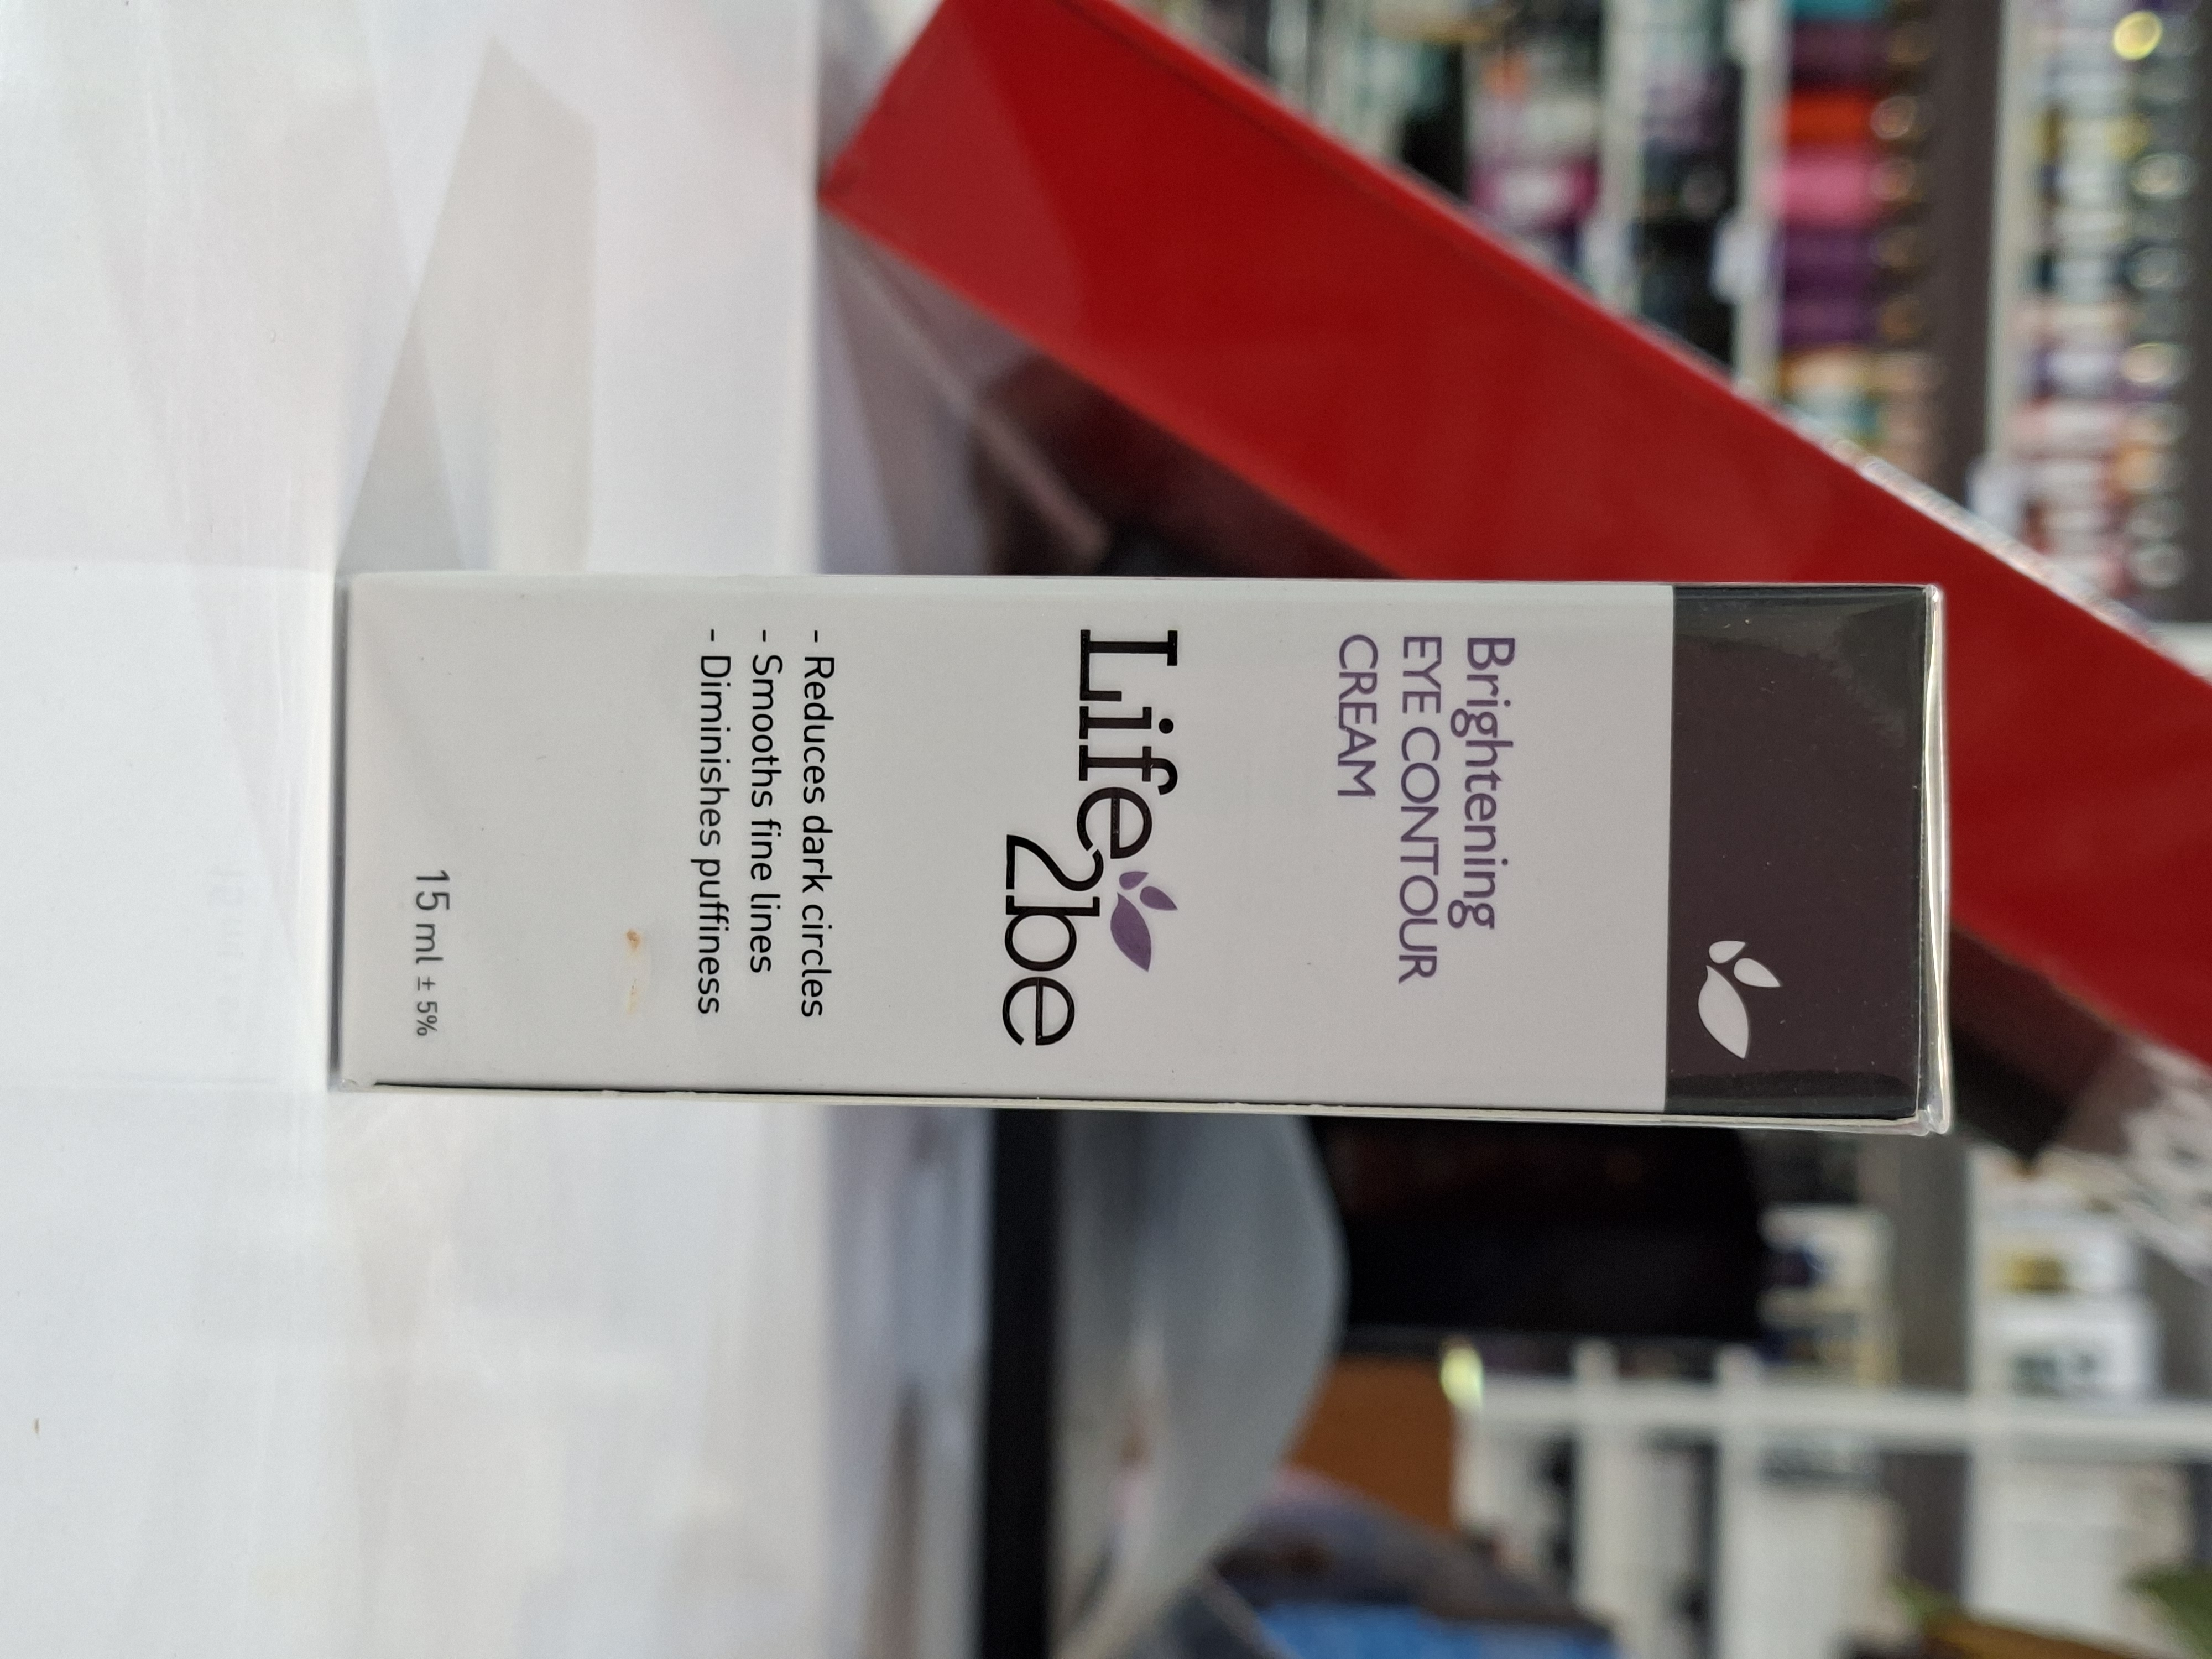 Brightening
EYE CONTOUR
CREAM
Life
2be
- Reduces dark circles
- Smooths fine lines
- Diminishes puffiness
15 ml ± 5%